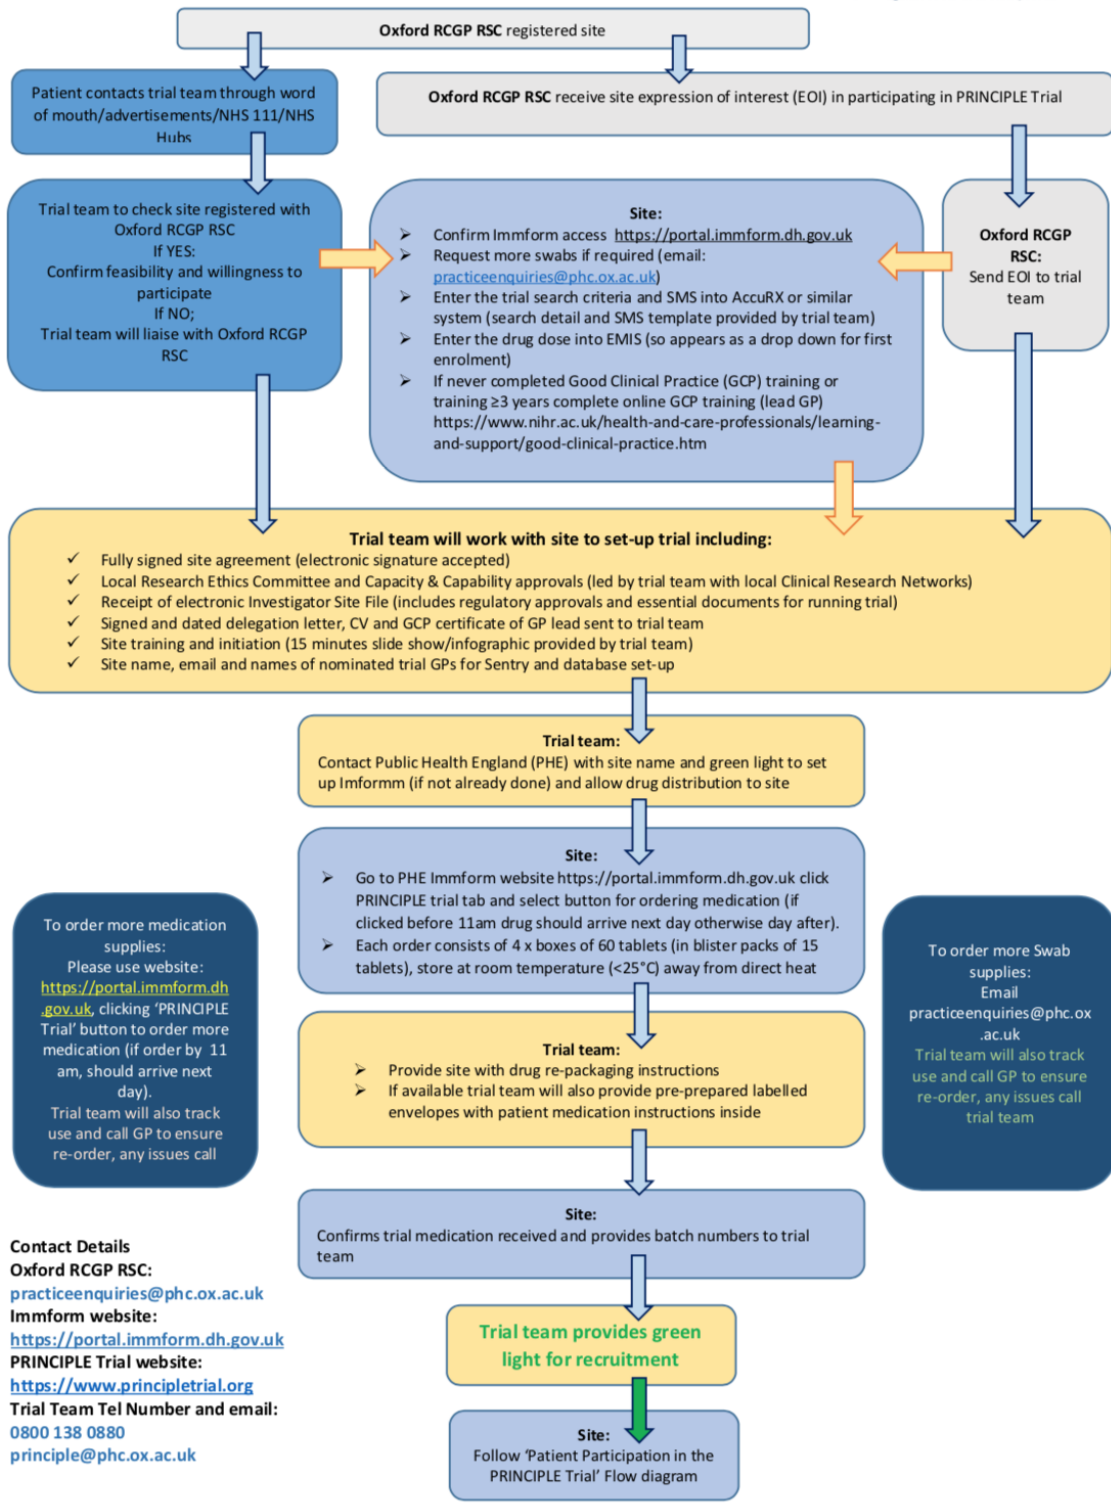 Oxford RCGP RSC registered site
Patient contacts trial team through word
of mouth/advertisements/NHS 111/NHS
Hubs
Oxford RCGP RSC receive site expression of interest (EOI) in participating in PRINCIPLE Trial
Trial team to check site registered with
Oxford RCGP RSC
If YES:
Confirm feasibility and willingness to
participate
If NO;
Trial team will liaise with Oxford RCGP
RSC
Site:
➢ Confirm Immform access https://portal.immform.dh.gov.uk
➢ Request more swabs if required (email:
practiceenquiries@phc.ox.ac.uk)
➢ Enter the trial search criteria and SMS into AccuRX or similar
system (search detail and SMS template provided by trial team)
➢ Enter the drug dose into EMIS (so appears as a drop down for first
enrolment)
➢ If never completed Good Clinical Practice (GCP) training or
training ≥3 years complete online GCP training (lead GP)
https://www.nihr.ac.uk/health-and-care-professionals/learning-
and-support/good-clinical-practice.htm
Oxford RCGP
RSC:
Send EOI to trial
team
Trial team will work with site to set-up trial including:
✓ Fully signed site agreement (electronic signature accepted)
✓ Local Research Ethics Committee and Capacity & Capability approvals (led by trial team with local Clinical Research Networks)
✓ Receipt of electronic Investigator Site File (includes regulatory approvals and essential documents for running trial)
✓ Signed and dated delegation letter, CV and GCP certificate of GP lead sent to trial team
✓ Site training and initiation (15 minutes slide show/infographic provided by trial team)
✓ Site name, email and names of nominated trial GPs for Sentry and database set-up
Trial team:
Contact Public Health England (PHE) with site name and green light to set
up Imformm (if not already done) and allow drug distribution to site
Site:
➢ Go to PHE Immform website https://portal.immform.dh.gov.uk click
PRINCIPLE trial tab and select button for ordering medication (if
clicked before 11am drug should arrive next day otherwise day after).
➢ Each order consists of 4 x boxes of 60 tablets (in blister packs of 15
tablets), store at room temperature (<25°C) away from direct heat
To order more medication
supplies:
Please use website:
https://portal.immform.dh
.gov.uk, clicking ‘PRINCIPLE
Trial’ button to order more
medication (if order by 11
am, should arrive next
day).
Trial team will also track
use and call GP to ensure
re-order, any issues call
To order more Swab
supplies:
Email
practiceenquiries@phc.ox
.ac.uk
Trial team will also track
use and call GP to ensure
re-order, any issues call
trial team
Trial team:
➢ Provide site with drug re-packaging instructions
➢ If available trial team will also provide pre-prepared labelled
envelopes with patient medication instructions inside
Site:
Confirms trial medication received and provides batch numbers to trial
team
Trial team provides green
light for recruitment
Site:
Follow ‘Patient Participation in the
PRINCIPLE Trial’ Flow diagram
Contact Details
Oxford RCGP RSC:
practiceenquiries@phc.ox.ac.uk
Immform website:
https://portal.immform.dh.gov.uk
PRINCIPLE Trial website:
https://www.principletrial.org
Trial Team Tel Number and email:
0800 138 0880
principle@phc.ox.ac.uk